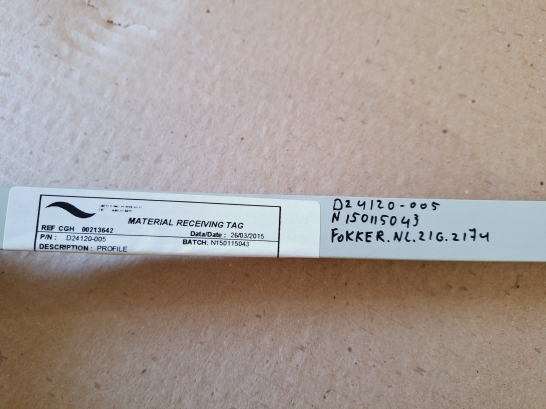 MATERIAL RECEIVING TAG
REF CGH 00213642
Data/Date : 26/03/2015
P/N : D24120-005
BATCH: N150115043
DESCRIPTION : PROFILE
D24120-005
N150115043
FOKKER.NL.21G.2174